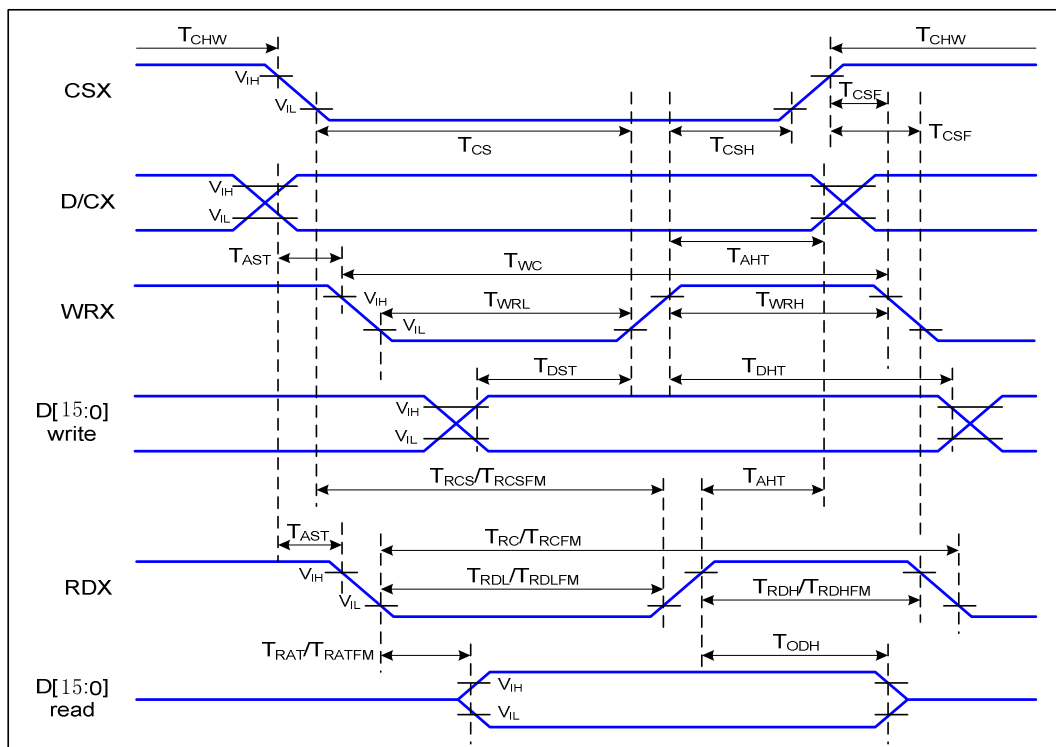 TCHW TCHW
CSX VIH TCSF
VIL TCS TCSH TCSF
D/CX VIH
VIL
TAST TWC TAHT
WRX VIH TWRL TWRH
VIL
TDST TDHT
D[15:0] VIH
write VIL
TRCS/TRCSFM TAHT
TAST TRC/TRCFM
RDX VIH TRDL/TRDLFM TRDH/TRDHFM
VIL
TRAT/TRATFM TODH
D[15:0] VIH
read VIL